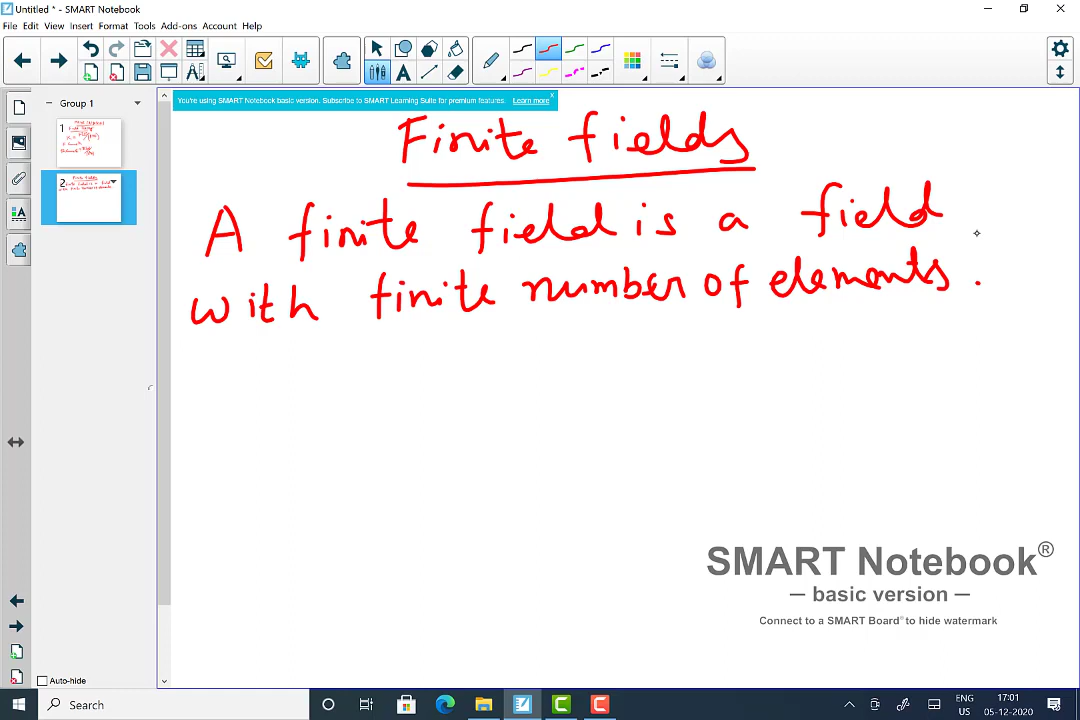 Untitled * - SMART Notebook
File Edit View Insert Format Tools Add-ons Account Help
Group 1
You're using SMART Notebook basic version. Subscribe to SMART Learning Suite for premium features. Learn more x
Finite fields
A finite field is a field
with finite number of elements.
1
2
SMART Notebook®
— basic version —
Connect to a SMART Board® to hide watermark
Auto-hide
Search
ENG
US
17:01
05-12-2020